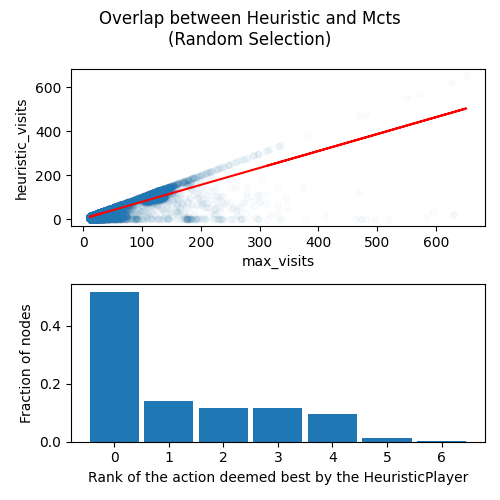 Overlap between Heuristic and Mcts
(Random Selection)
heuristic_visits
600
400
200
0
0 100 200 300 400 500 600
max_visits
Fraction of nodes
0.4
0.2
0.0
0 1 2 3 4 5 6
Rank of the action deemed best by the HeuristicPlayer